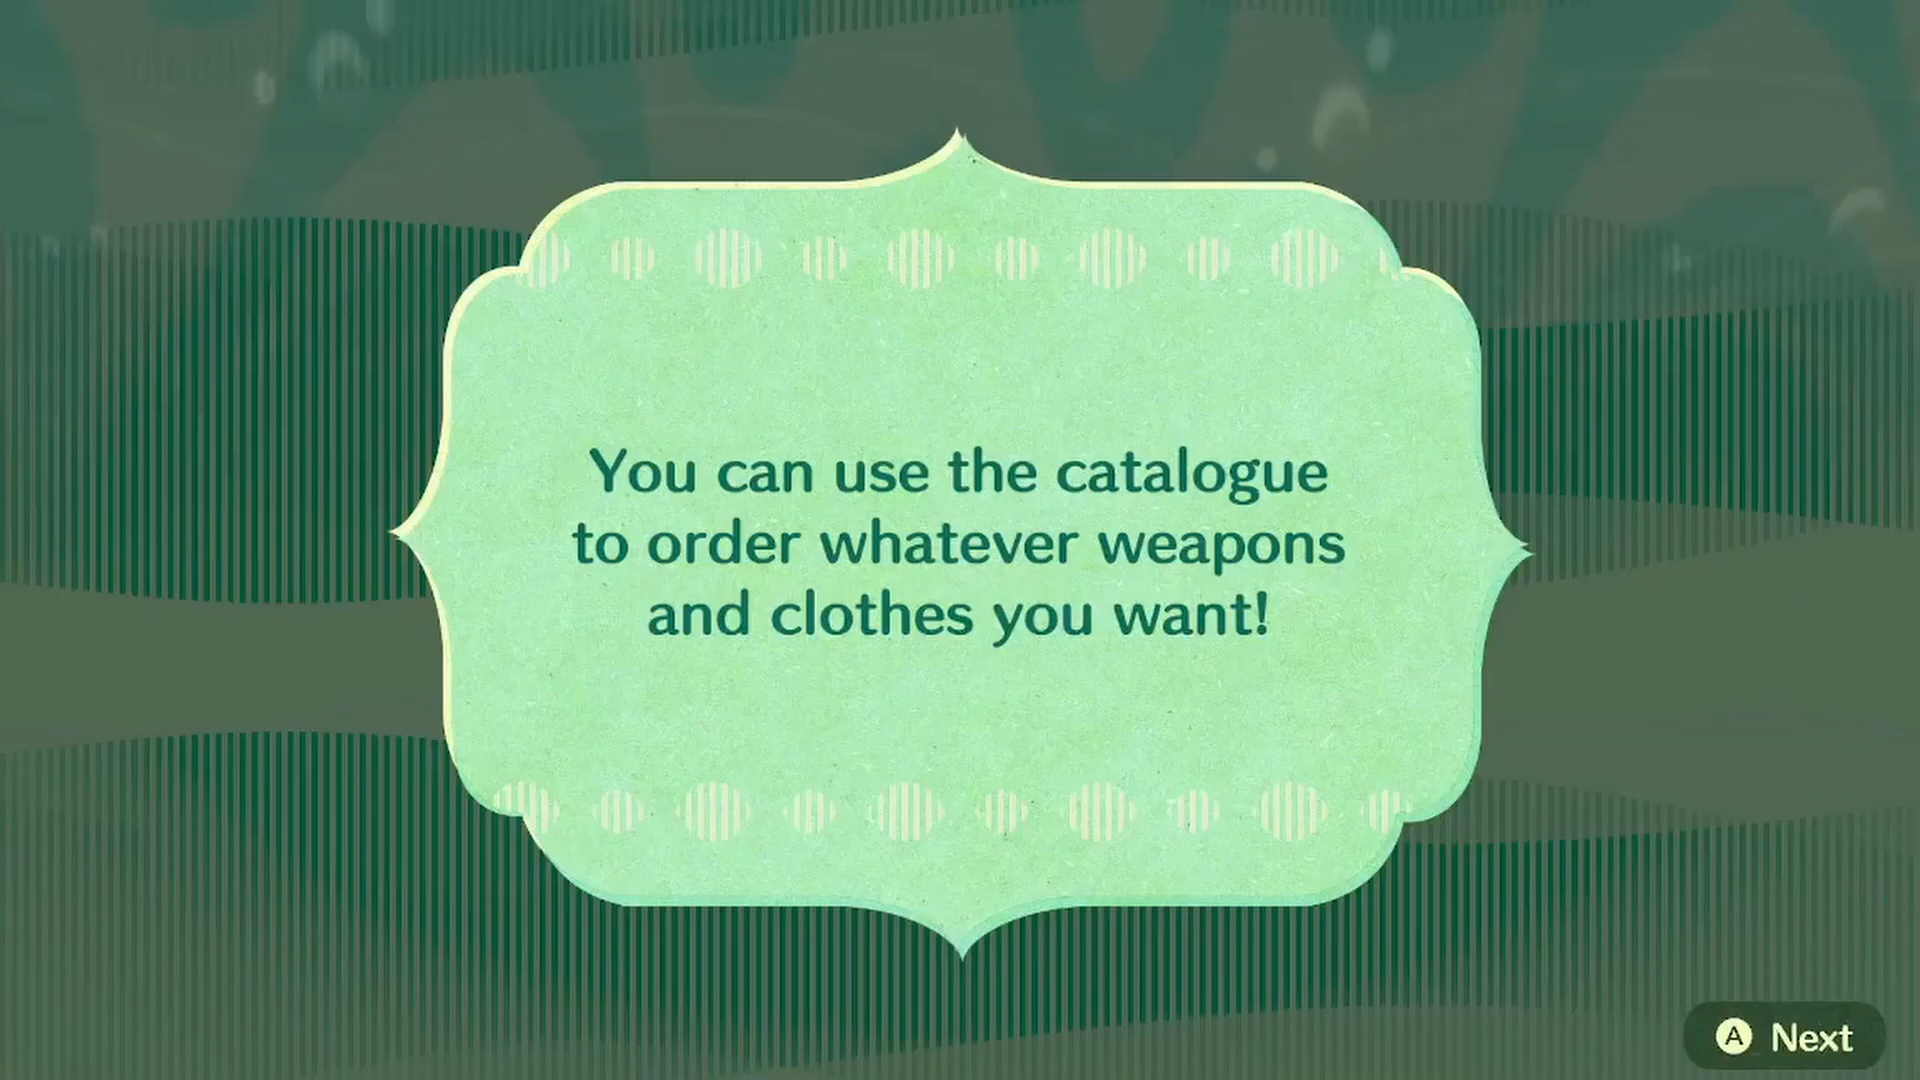 You can use the catalogue
to order whatever weapons
and clothes you want!
A Next